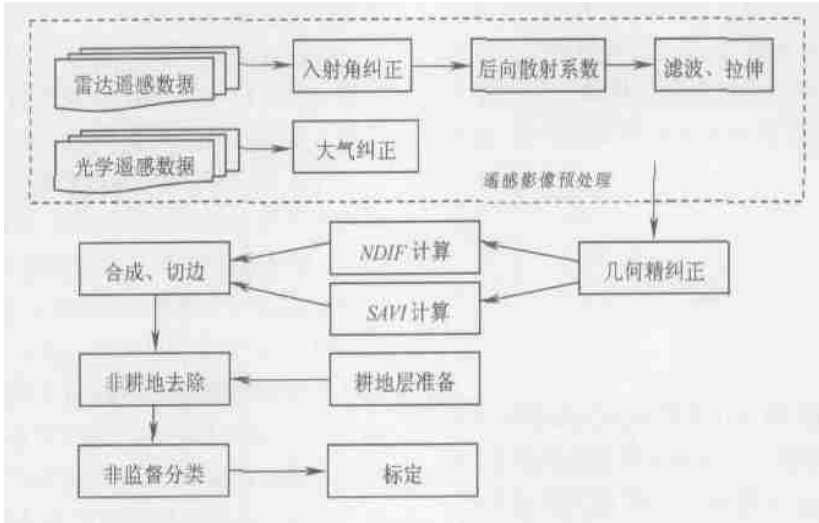 雷达遥感数据
入射角纠正
后向散射系数
滤波、拉伸
光学遥感数据
大气纠正
遥感影像预处理
NDIF 计算
合成、切边
几何精纠正
SAVI 计算
非耕地去除
耕地层准备
非监督分类
标定